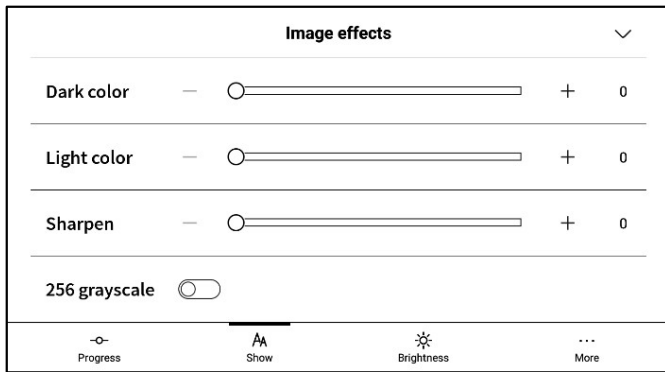 Image effects
Dark color 0
Light color 0
Sharpen 0
256 grayscale
Progress Show Brightness More